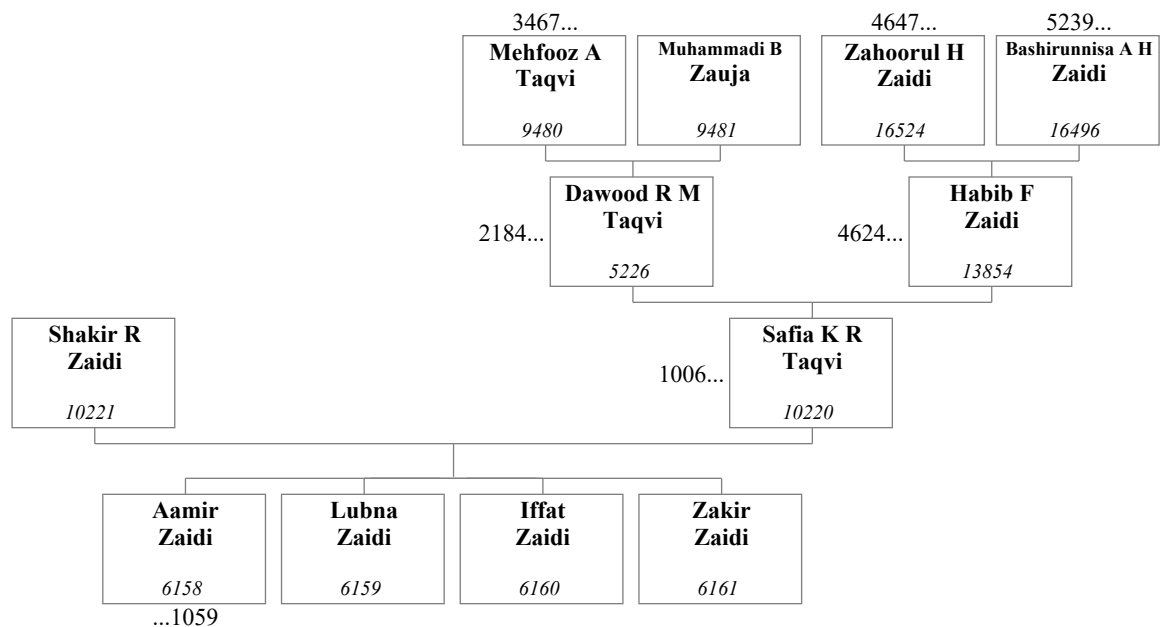 3467...
4647...
5239...
Mehfooz A
Taqvi
9480
Muhammadi B
Zauja
9481
Zahoorul H
Zaidi
16524
Bashirunnisa A H
Zaidi
16496
2184...
Dawood R M
Taqvi
5226
4624...
Habib F
Zaidi
13854
Shakir R
Zaidi
10221
1006...
Safia K R
Taqvi
10220
Aamir
Zaidi
6158
...1059
Lubna
Zaidi
6159
Iffat
Zaidi
6160
Zakir
Zaidi
6161